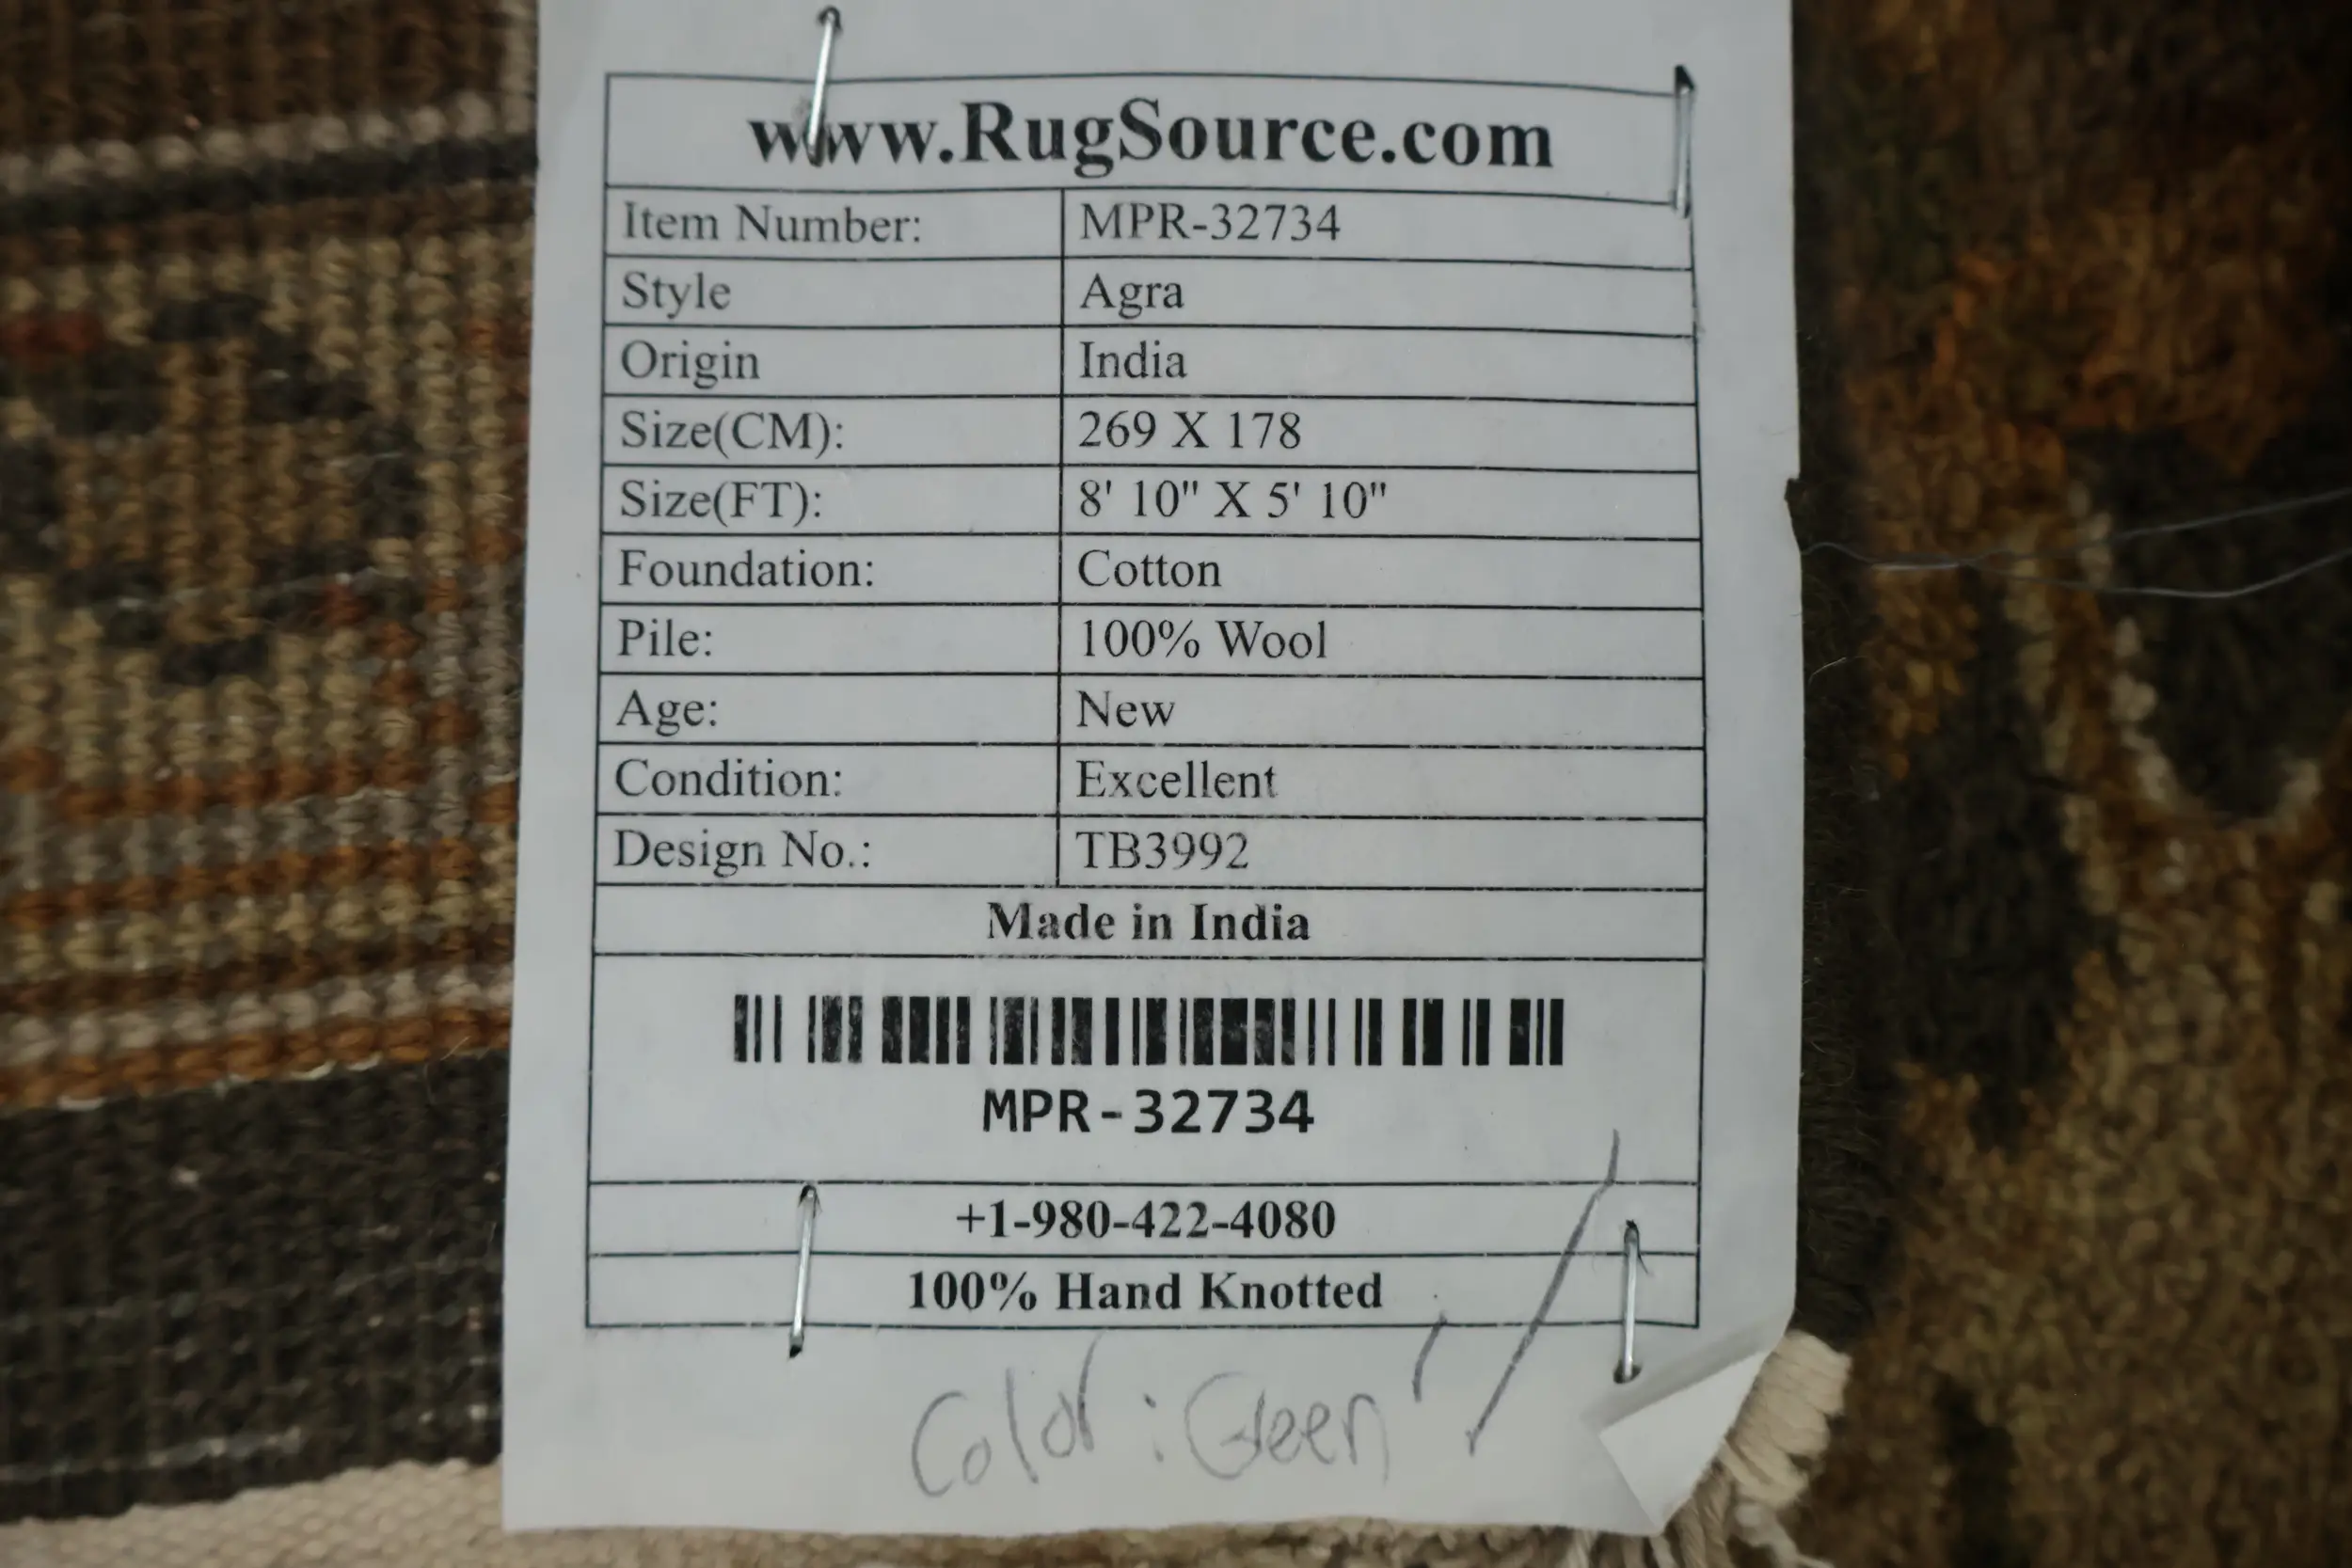 www.RugSource.com
Item Number: MPR-32734
Style Agra
Origin India
Size(CM): 269 X 178
Size(FT): 8' 10" X 5' 10"
Foundation: Cotton
Pile: 100% Wool
Age: New
Condition: Excellent
Design No.: TB3992
Made in India
MPR-32734
+1-980-422-4080
100% Hand Knotted
Color: Green